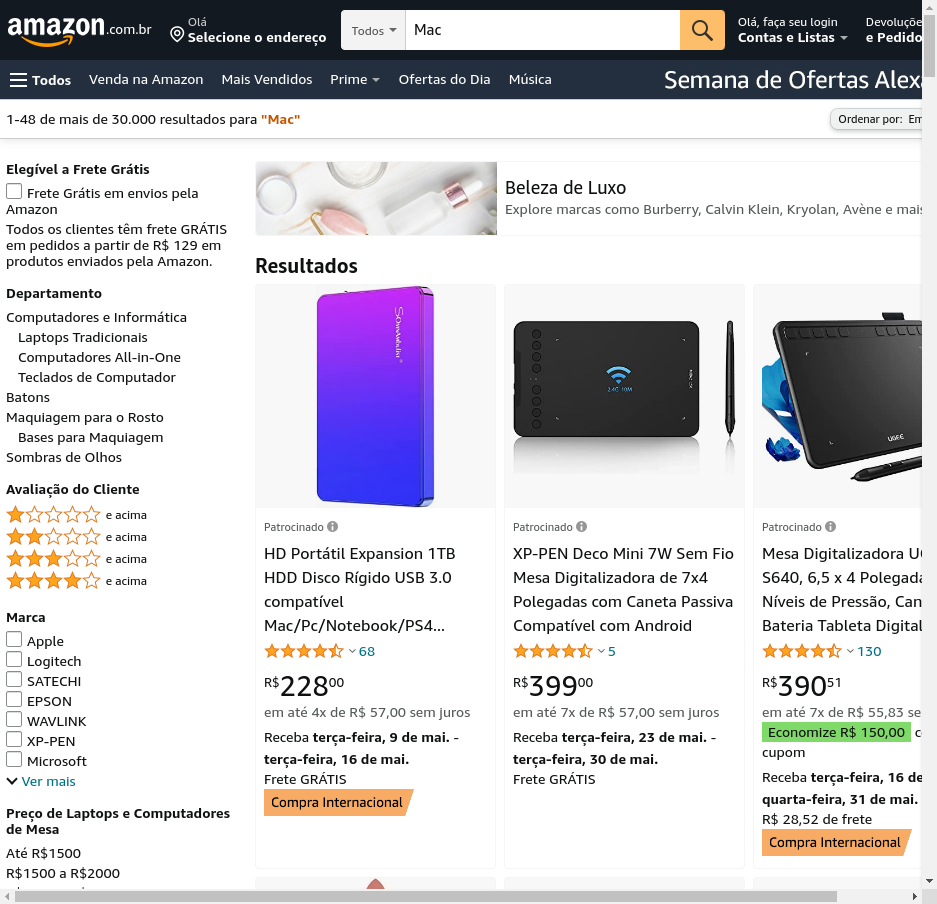 amazon.com.br
Olá
Selecione o endereço
Todos
Mac
Olá, faça seu login
Contas e Listas
Devoluçõe
e Pedido
Todos
Venda na Amazon
Mais Vendidos
Prime
Ofertas do Dia
Música
Semana de Ofertas Alexa
1-48 de mais de 30.000 resultados para "Mac"
Ordenar por: Em
Elegível a Frete Grátis
Frete Grátis em envios pela
Amazon
Todos os clientes têm frete GRÁTIS
em pedidos a partir de R$ 129 em
produtos enviados pela Amazon.
Departamento
Computadores e Informática
Laptops Tradicionais
Computadores All-in-One
Teclados de Computador
Batons
Maquiagem para o Rosto
Bases para Maquiagem
Sombras de Olhos
Avaliação do Cliente
e acima
e acima
e acima
e acima
Marca
Apple
Logitech
SATECHI
EPSON
WAVLINK
XP-PEN
Microsoft
Ver mais
Preço de Laptops e Computadores
de Mesa
Até R$1500
R$1500 a R$2000
Beleza de Luxo
Explore marcas como Burberry, Calvin Klein, Kryolan, Avène e mais
Resultados
Patrocinado
HD Portátil Expansion 1TB
HDD Disco Rígido USB 3.0
compatível
Mac/Pc/Notebook/PS4...
68
R$22800
em até 4x de R$ 57,00 sem juros
Receba terça-feira, 9 de mai. -
terça-feira, 16 de mai.
Frete GRÁTIS
Compra Internacional
2.4G 10M
Patrocinado
XP-PEN Deco Mini 7W Sem Fio
Mesa Digitalizadora de 7x4
Polegadas com Caneta Passiva
Compatível com Android
5
R$39900
em até 7x de R$ 57,00 sem juros
Receba terça-feira, 23 de mai. -
terça-feira, 30 de mai.
Frete GRÁTIS
UGEE
Patrocinado
Mesa Digitalizadora UG
S640, 6,5 x 4 Polegada
Níveis de Pressão, Can
Bateria Tableta Digital
130
R$39051
em até 7x de R$ 55,83 se
Economize R$ 150,00 co
cupom
Receba terça-feira, 16 de
quarta-feira, 31 de mai.
R$ 28,52 de frete
Compra Internacional